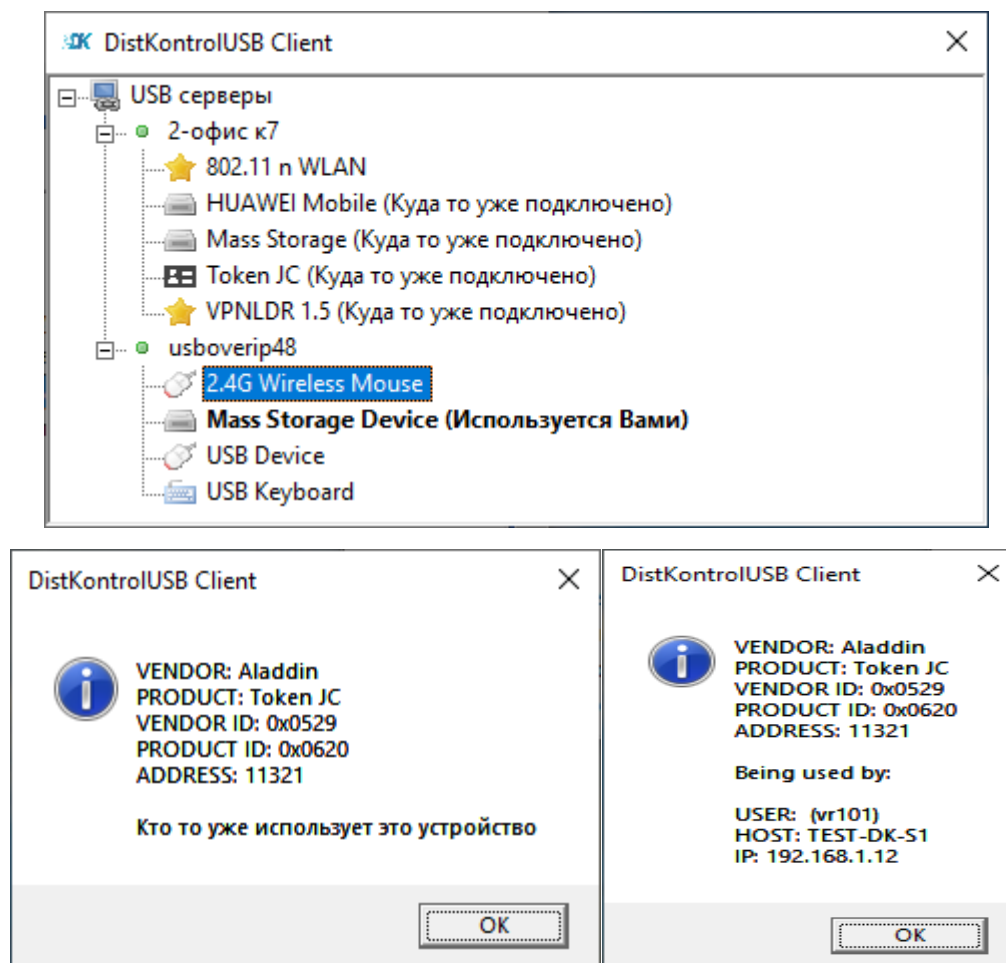 DK DistKontrolUSB Client
USB серверы
2-офис к7
802.11 n WLAN
HUAWEI Mobile (Куда то уже подключено)
Mass Storage (Куда то уже подключено)
Token JC (Куда то уже подключено)
VPNLDR 1.5 (Куда то уже подключено)
usboverip48
2.4G Wireless Mouse
Mass Storage Device (Используется Вами)
USB Device
USB Keyboard
DistKontrolUSB Client
VENDOR: Aladdin
PRODUCT: Token JC
VENDOR ID: 0x0529
PRODUCT ID: 0x0620
ADDRESS: 11321
Кто то уже использует это устройство
OK
DistKontrolUSB Client
VENDOR: Aladdin
PRODUCT: Token JC
VENDOR ID: 0x0529
PRODUCT ID: 0x0620
ADDRESS: 11321
Being used by:
USER: (vr101)
HOST: TEST-DK-S1
IP: 192.168.1.12
OK